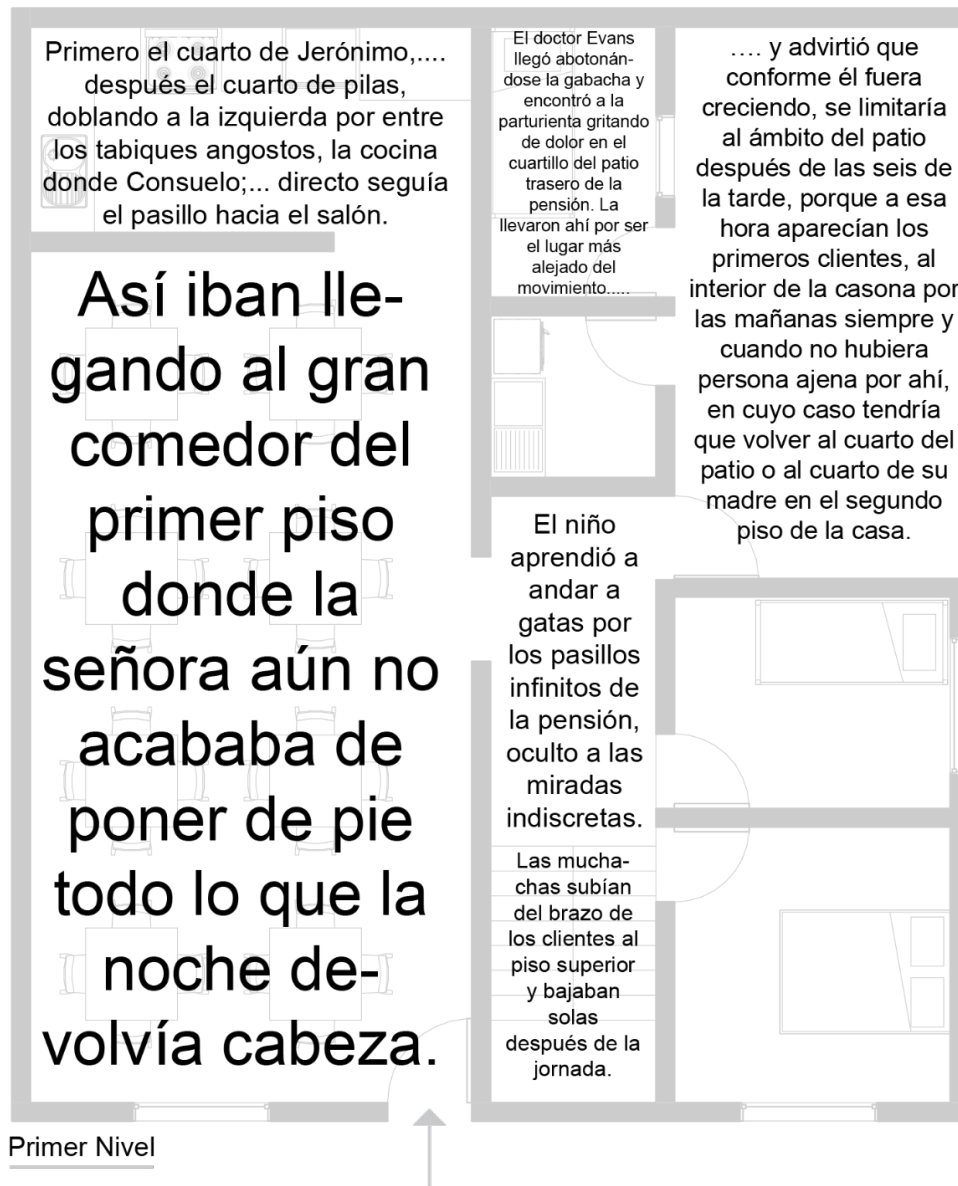 Primero el cuarto de Jerónimo,....
después el cuarto de pilas,
doblando a la izquierda por entre
los tabiques angostos, la cocina
donde Consuelo;... directo seguía
el pasillo hacia el salón.
Así iban lle-
gando al gran
comedor del
primer piso
donde la
señora aún no
acababa de
poner de pie
todo lo que la
noche de-
volvía cabeza.
El doctor Evans
llegó abotonán-
dose la gabacha y
encontró a la
parturienta gritando
de dolor en el
cuartillo del patio
trasero de la
pensión. La
llevaron ahí por ser
el lugar más
alejado del
movimiento.....
El niño
aprendió a
andar a
gatas por
los pasillos
infinitos de
la pensión,
oculto a las
miradas
indiscretas.
Las mucha-
chas subían
del brazo de
los clientes al
piso superior
y bajaban
solas
después de la
jornada.
.... y advirtió que
conforme él fuera
creciendo, se limitaría
al ámbito del patio
después de las seis de
la tarde, porque a esa
hora aparecían los
primeros clientes, al
interior de la casona por
las mañanas siempre y
cuando no hubiera
persona ajena por ahí,
en cuyo caso tendría
que volver al cuarto del
patio o al cuarto de su
madre en el segundo
piso de la casa.
Primer Nivel